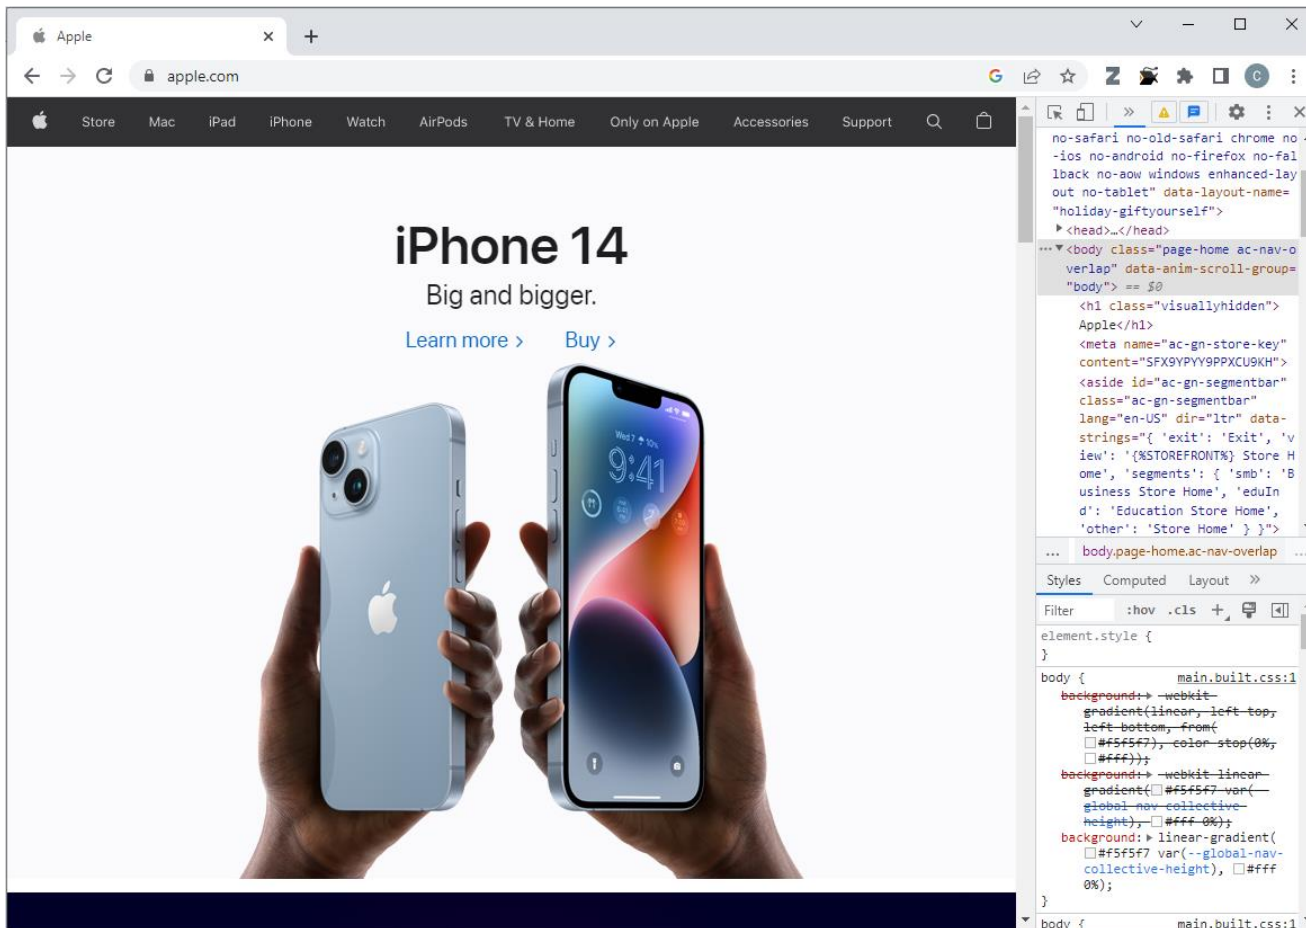 Apple
apple.com
C
Store Mac iPad iPhone Watch AirPods TV & Home Only on Apple Accessories Support
iPhone 14
Big and bigger.
Learn more > Buy >
Wed 7 10%
9:41
no-safari no-old-safari chrome no
-ios no-android no-firefox no-fal
lback no-aow windows enhanced-lay
out no-tablet" data-layout-name=
"holiday-giftyourself">
<head>…</head>
<body class="page-home ac-nav-o
verlap" data-anim-scroll-group=
"body"> == $0
<h1 class="visuallyhidden">
Apple</h1>
<meta name="ac-gn-store-key"
content="SFX9YPYY9PPXCU9KH">
<aside id="ac-gn-segmentbar"
class="ac-gn-segmentbar"
lang="en-US" dir="ltr" data-
strings="{ 'exit': 'Exit', 'v
iew': '{%STOREFRONT%} Store H
ome', 'segments': { 'smb': 'B
usiness Store Home', 'eduIn
d': 'Education Store Home',
'other': 'Store Home' } }">
... body.page-home.ac-nav-overlap ...
Styles Computed Layout
Filter :hov .cls
element.style {
}
body { main.built.css:1
background: -webkit-
gradient(linear, left top,
left bottom, from(
#f5f5f7), color-stop(0%,
#fff));
background: -webkit-linear-
gradient(#f5f5f7 var(--
global-nav-collective-
height), #fff 0%);
background: linear-gradient(
#f5f5f7 var(--global-nav-
collective-height), #fff
0%);
}
body { main.built.css:1